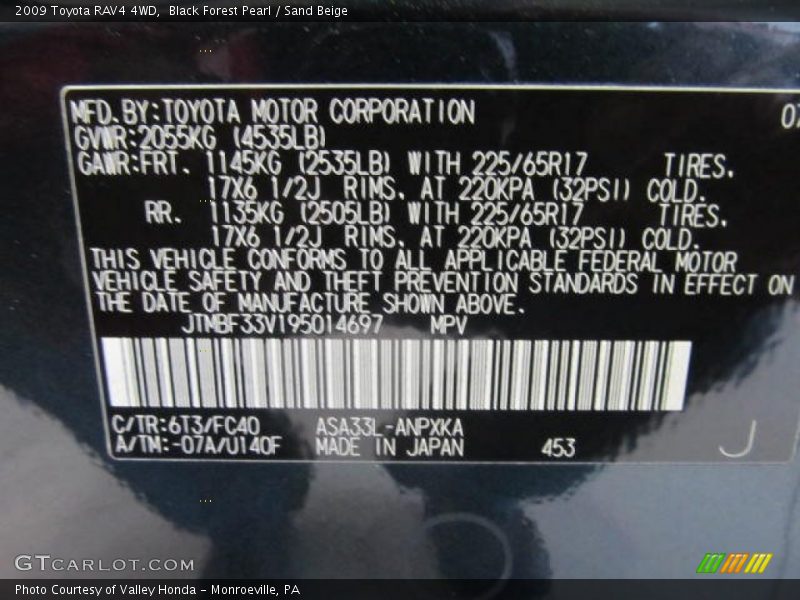 2009 Toyota RAV4 4WD,  Black Forest Pearl / Sand Beige
MFD.BY:TOYOTA MOTOR CORPORATION
GVWR:2055KG (4535LB)
GAWR:FRT. 1145KG (2535LB) WITH 225/65R17 TIRES.
17X6 1/2J RIMS. AT 220KPA (32PSI) COLD.
RR. 1135KG (2505LB) WITH 225/65R17 TIRES.
17X6 1/2J RIMS. AT 220KPA (32PSI) COLD.
THIS VEHICLE CONFORMS TO ALL APPLICABLE FEDERAL MOTOR
VEHICLE SAFETY AND THEFT PREVENTION STANDARDS IN EFFECT ON
THE DATE OF MANUFACTURE SHOWN ABOVE.
JTMBF33V195014697 MPV
C/TR:6T3/FC40 ASA33L-ANPXKA
A/TM:-07A/U140F MADE IN JAPAN 453
J
GTCARLOT.COM
Photo Courtesy of Valley Honda - Monroeville, PA